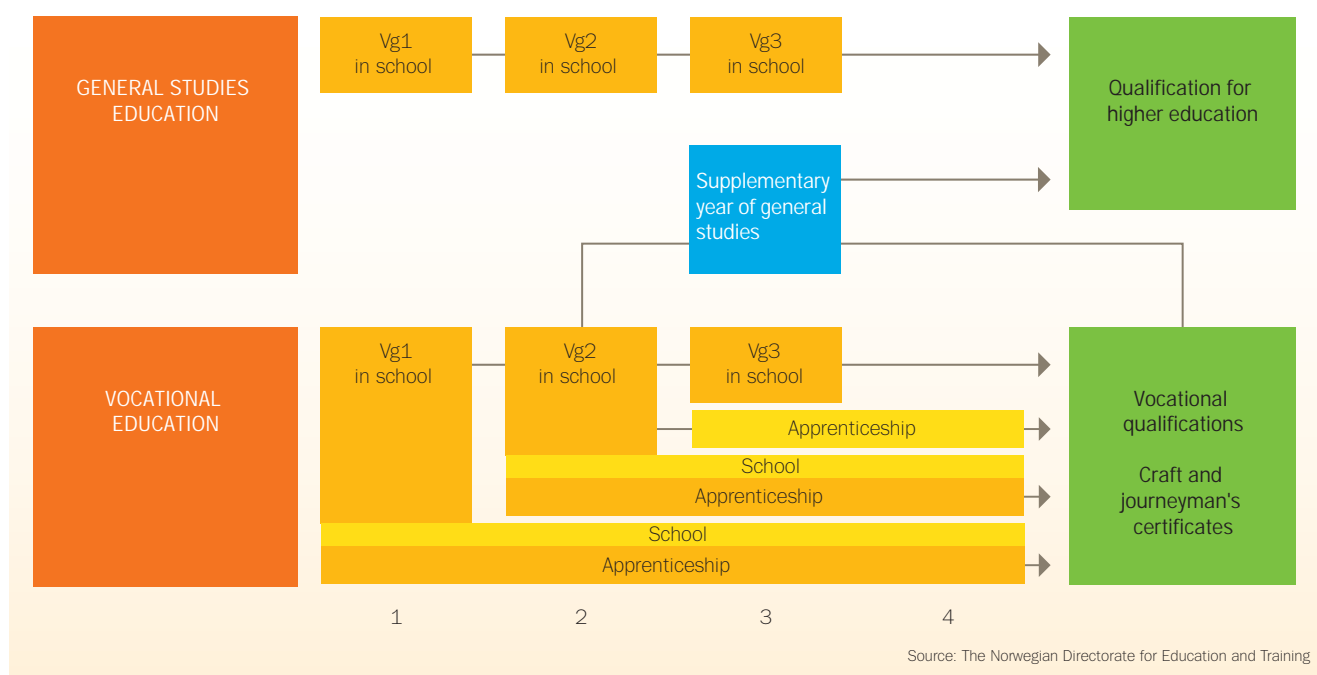 GENERAL STUDIES
EDUCATION
Vg1
in school
Vg2
in school
Vg3
in school
Qualification for
higher education
Supplementary
year of general
studies
VOCATIONAL
EDUCATION
Vg1
in school
Vg2
in school
Vg3
in school
Apprenticeship
School
Apprenticeship
School
Apprenticeship
Vocational
qualifications
Craft and
journeyman's
certificates
1
2
3
4
Source: The Norwegian Directorate for Education and Training